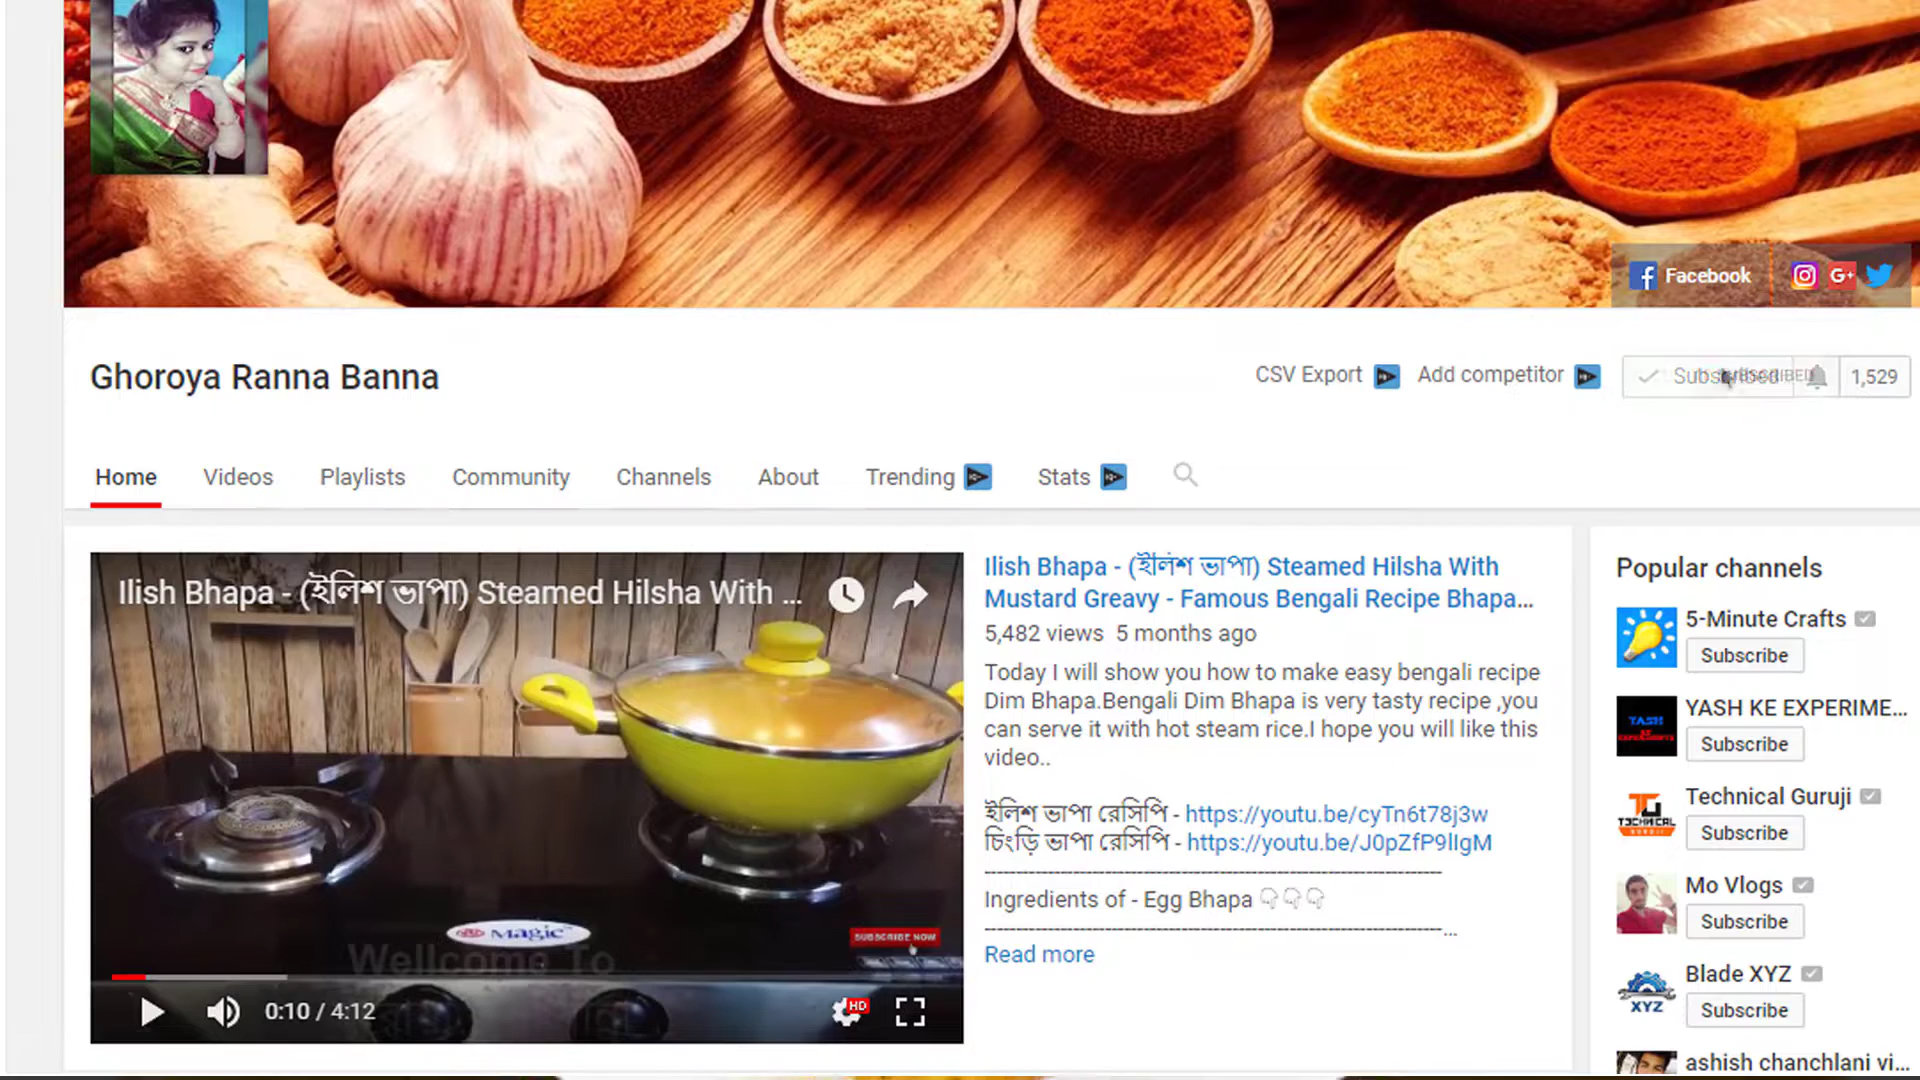 Facebook
Ghoroya Ranna Banna
CSV Export
Add competitor
Subscribed
1,529
Home
Videos
Playlists
Community
Channels
About
Trending
Stats
Ilish Bhapa - (ইলিশ ভাপা) Steamed Hilsha With ...
Magic
SUBSCRIBE NOW
Wellcome To
0:10 / 4:12
HD
Ilish Bhapa - (ইলিশ ভাপা) Steamed Hilsha With
Mustard Greavy - Famous Bengali Recipe Bhapa...
5,482 views 5 months ago
Today I will show you how to make easy bengali recipe
Dim Bhapa.Bengali Dim Bhapa is very tasty recipe ,you
can serve it with hot steam rice.I hope you will like this
video..
ইলিশ ভাপা রেসিপি - https://youtu.be/cyTn6t78j3w
চিংড়ি ভাপা রেসিপি - https://youtu.be/J0pZfP9lIgM
Ingredients of - Egg Bhapa
Read more
Popular channels
5-Minute Crafts
Subscribe
YASH KE EXPERIME...
Subscribe
Technical Guruji
Subscribe
Mo Vlogs
Subscribe
Blade XYZ
Subscribe
XYZ
ashish chanchlani vi...